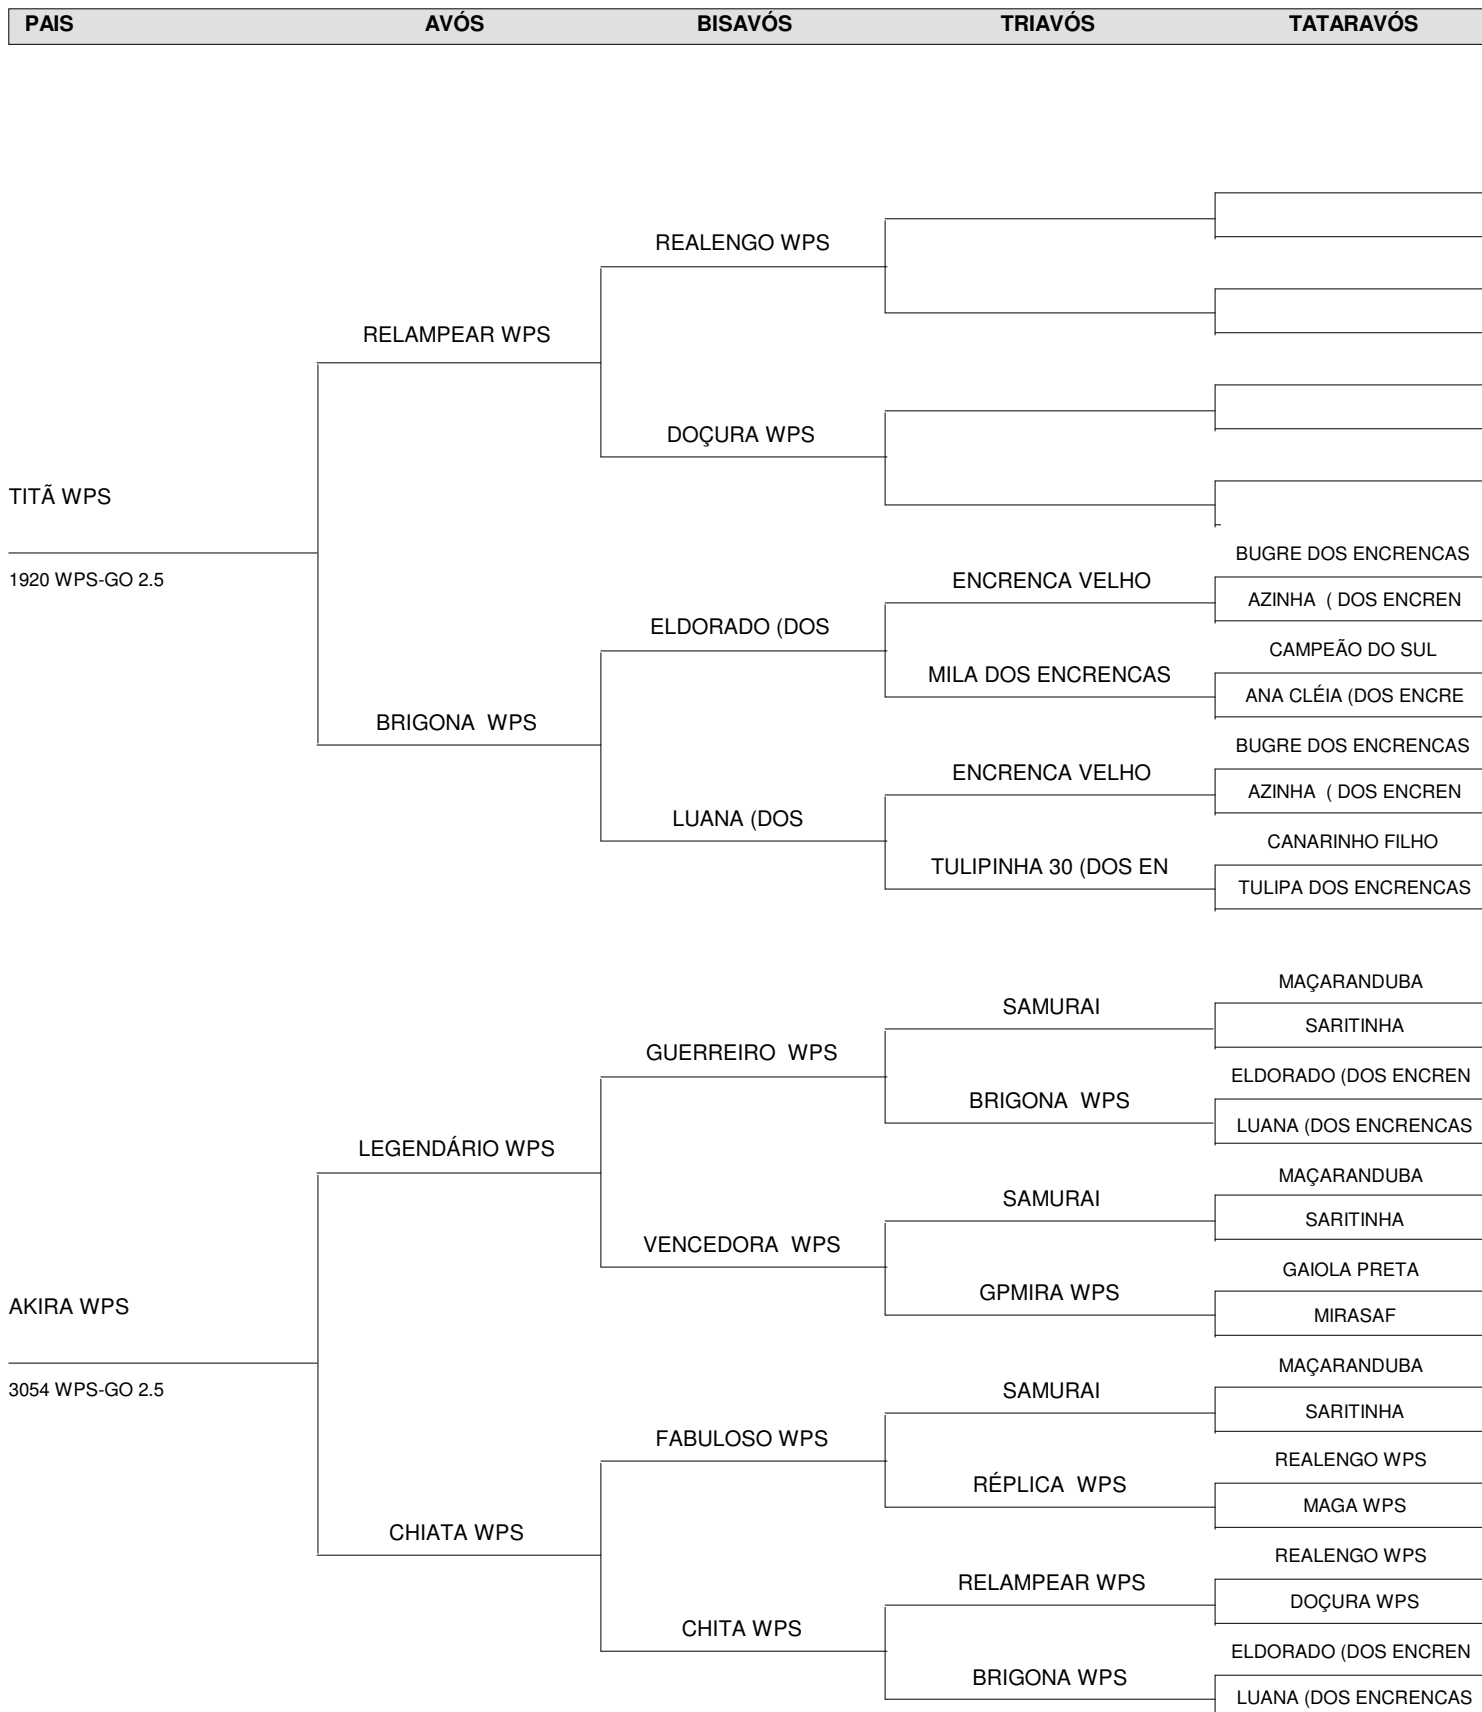 PAIS AVÓS BISAVÓS TRIAVÓS TATARAVÓS
REALENGO WPS
RELAMPEAR WPS
DOÇURA WPS
TITÃ WPS
1920 WPS-GO 2.5
BUGRE DOS ENCRENCAS
ENCRENCA VELHO
AZINHA ( DOS ENCREN
ELDORADO (DOS
CAMPEÃO DO SUL
MILA DOS ENCRENCAS
ANA CLÉIA (DOS ENCRE
BRIGONA WPS
BUGRE DOS ENCRENCAS
ENCRENCA VELHO
AZINHA ( DOS ENCREN
LUANA (DOS
CANARINHO FILHO
TULIPINHA 30 (DOS EN
TULIPA DOS ENCRENCAS
MAÇARANDUBA
SAMURAI
SARITINHA
GUERREIRO WPS
ELDORADO (DOS ENCREN
BRIGONA WPS
LUANA (DOS ENCRENCAS
LEGENDÁRIO WPS
MAÇARANDUBA
SAMURAI
SARITINHA
VENCEDORA WPS
GAIOLA PRETA
GPMIRA WPS
MIRASAF
AKIRA WPS
3054 WPS-GO 2.5
MAÇARANDUBA
SAMURAI
SARITINHA
FABULOSO WPS
REALENGO WPS
RÉPLICA WPS
MAGA WPS
CHIATA WPS
REALENGO WPS
RELAMPEAR WPS
DOÇURA WPS
CHITA WPS
ELDORADO (DOS ENCREN
BRIGONA WPS
LUANA (DOS ENCRENCAS